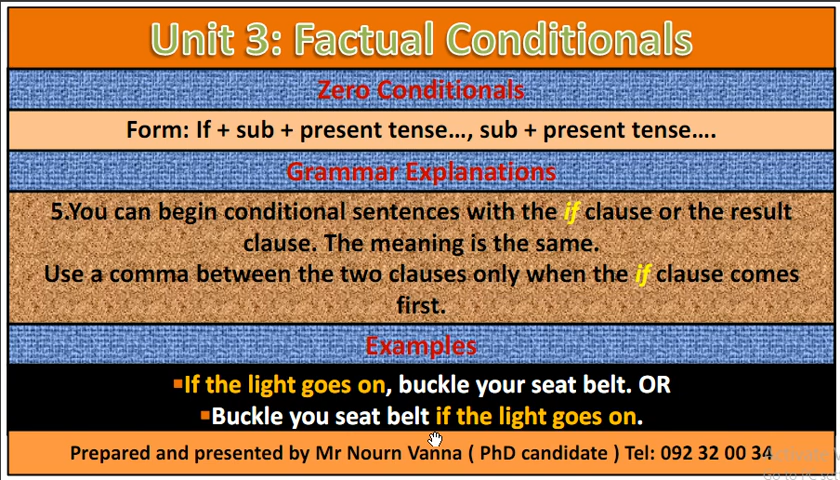 Unit 3: Factual Conditionals
Zero Conditionals
Form: If + sub + present tense…, sub + present tense….
Grammar Explanations
5.You can begin conditional sentences with the if clause or the result
clause. The meaning is the same.
Use a comma between the two clauses only when the if clause comes
first.
Examples
▪If the light goes on, buckle your seat belt. OR
▪Buckle you seat belt if the light goes on.
Prepared and presented by Mr Nourn Vanna ( PhD candidate ) Tel: 092 32 00 34